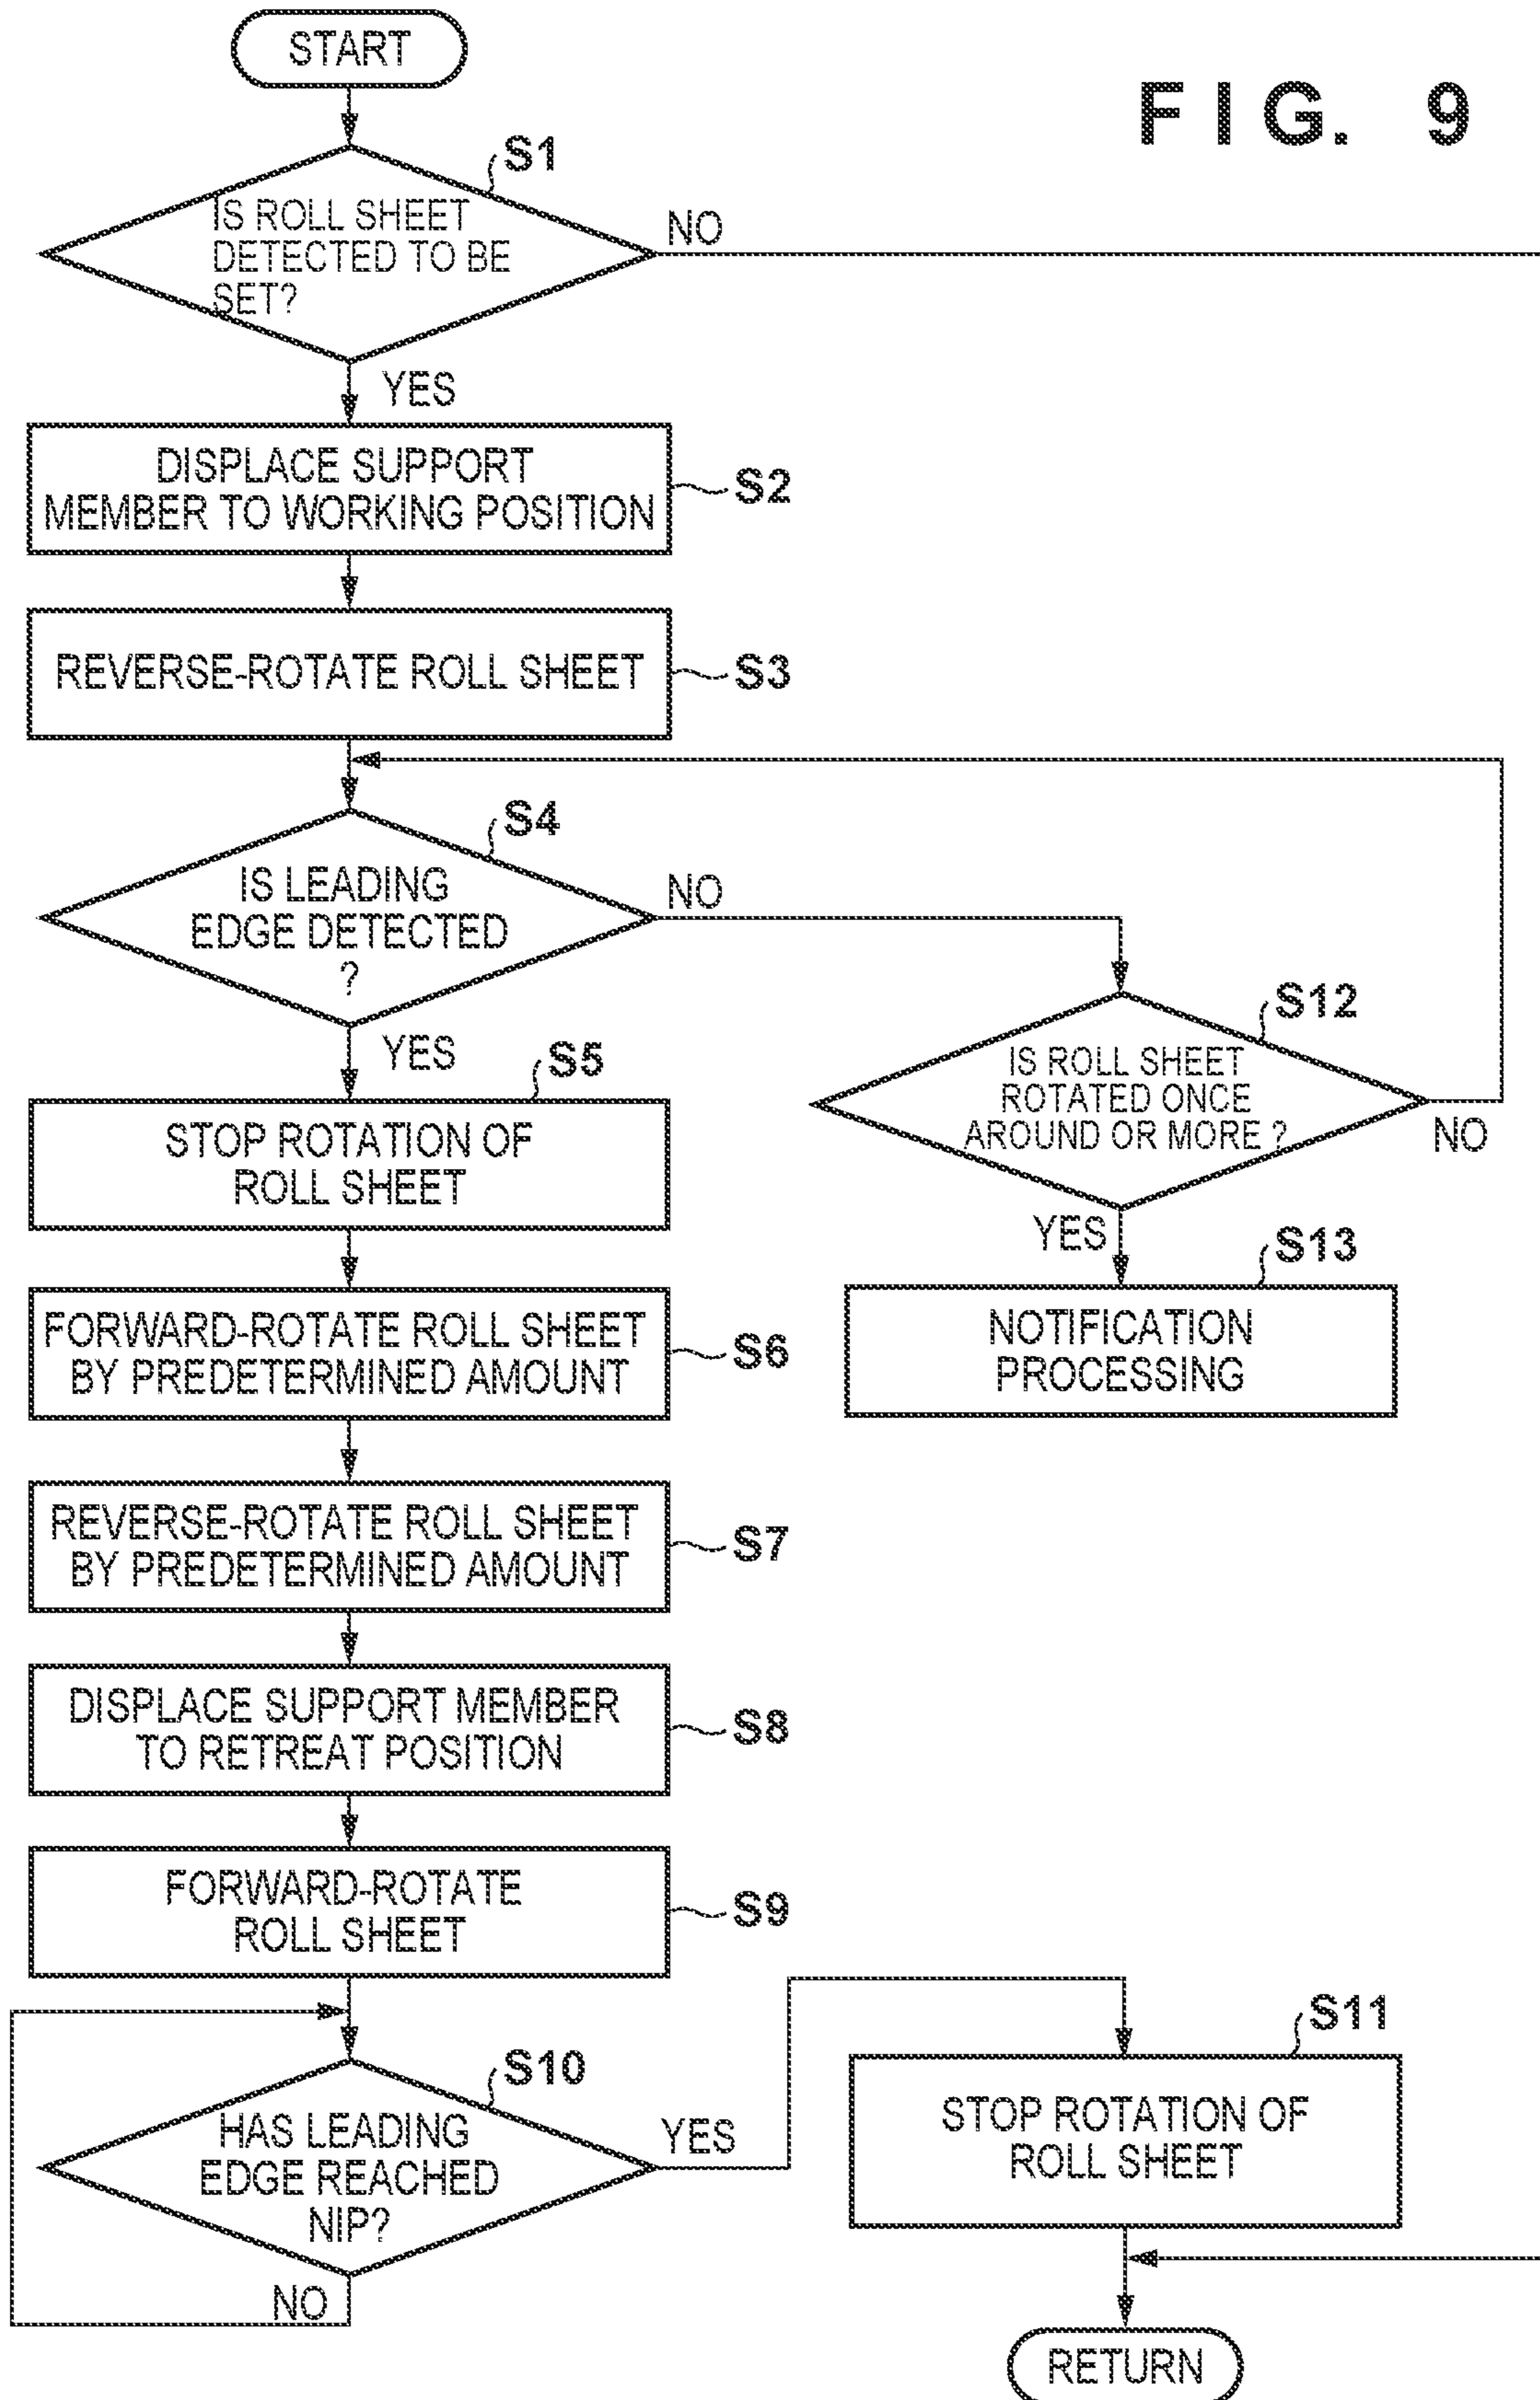 START
FIG. 9
S1
IS ROLL SHEET
DETECTED TO BE
SET?
NO
YES
DISPLACE SUPPORT
MEMBER TO WORKING POSITION
S2
REVERSE-ROTATE ROLL SHEET
S3
S4
IS LEADING
EDGE DETECTED
?
NO
YES
S12
IS ROLL SHEET
ROTATED ONCE
AROUND OR MORE ?
NO
YES
S13
NOTIFICATION
PROCESSING
S5
STOP ROTATION OF
ROLL SHEET
FORWARD-ROTATE ROLL SHEET
BY PREDETERMINED AMOUNT
S6
REVERSE-ROTATE ROLL SHEET
BY PREDETERMINED AMOUNT
S7
DISPLACE SUPPORT MEMBER
TO RETREAT POSITION
S8
FORWARD-ROTATE
ROLL SHEET
S9
S10
HAS LEADING
EDGE REACHED
NIP?
YES
NO
S11
STOP ROTATION OF
ROLL SHEET
RETURN